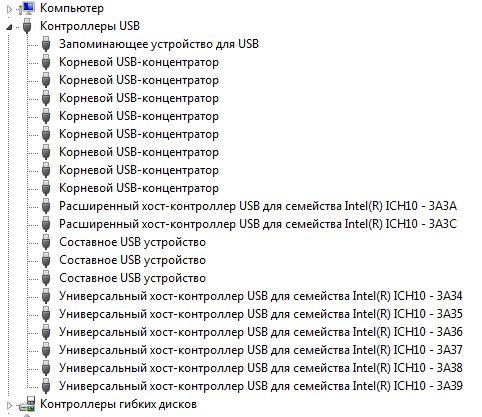 Компьютер
Контроллеры USB
Запоминающее устройство для USB
Корневой USB-концентратор
Корневой USB-концентратор
Корневой USB-концентратор
Корневой USB-концентратор
Корневой USB-концентратор
Корневой USB-концентратор
Корневой USB-концентратор
Корневой USB-концентратор
Расширенный хост-контроллер USB для семейства Intel(R) ICH10 - 3A3A
Расширенный хост-контроллер USB для семейства Intel(R) ICH10 - 3A3C
Составное USB устройство
Составное USB устройство
Составное USB устройство
Универсальный хост-контроллер USB для семейства Intel(R) ICH10 - 3A34
Универсальный хост-контроллер USB для семейства Intel(R) ICH10 - 3A35
Универсальный хост-контроллер USB для семейства Intel(R) ICH10 - 3A36
Универсальный хост-контроллер USB для семейства Intel(R) ICH10 - 3A37
Универсальный хост-контроллер USB для семейства Intel(R) ICH10 - 3A38
Универсальный хост-контроллер USB для семейства Intel(R) ICH10 - 3A39
Контроллеры гибких дисков